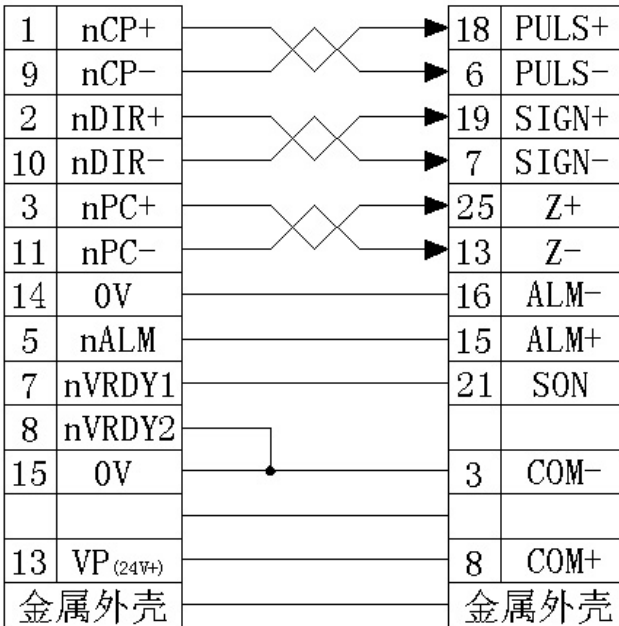 1 nCP+ 18 PULS+
9 nCP- 6 PULS-
2 nDIR+ 19 SIGN+
10 nDIR- 7 SIGN-
3 nPC+ 25 Z+
11 nPC- 13 Z-
14 0V 16 ALM-
5 nALM 15 ALM+
7 nVRDY1 21 SON
8 nVRDY2
15 0V 3 COM-
13 VP(24V+) 8 COM+
金属外壳 金属外壳